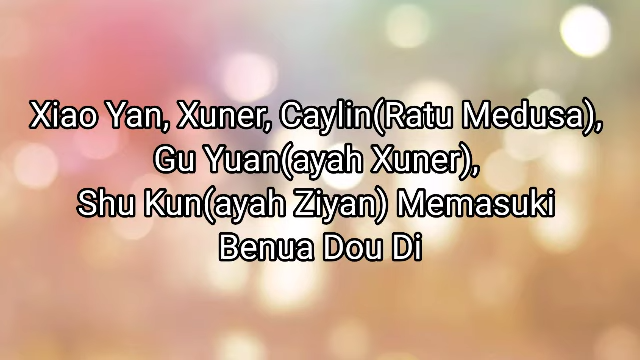 Xiao Yan, Xuner, Caylin(Ratu Medusa),
Gu Yuan(ayah Xuner),
Shu Kun(ayah Ziyan) Memasuki
Benua Dou Di